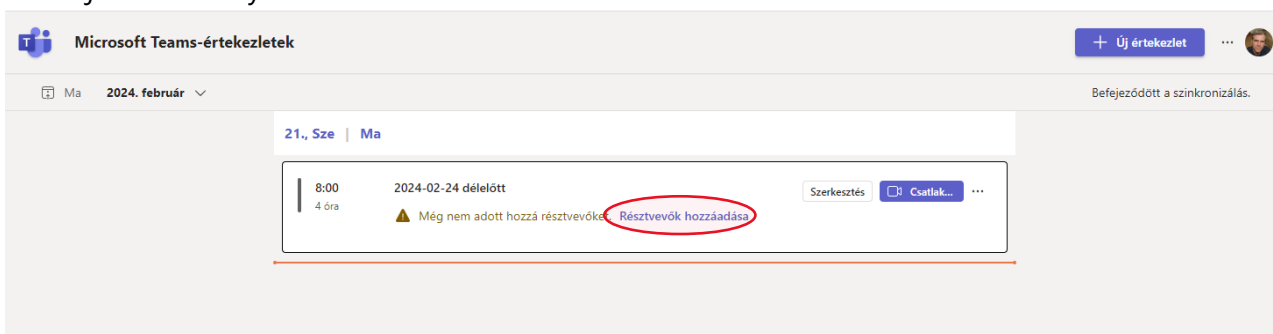 Microsoft Teams-értekezletek
+ Új értekezlet ...
Ma 2024. február
Befejeződött a szinkronizálás.
21., Sze | Ma
8:00 2024-02-24 délelőtt Szerkesztés Csatlak... ...
4 óra Még nem adott hozzá résztvevőket. Résztvevők hozzáadása